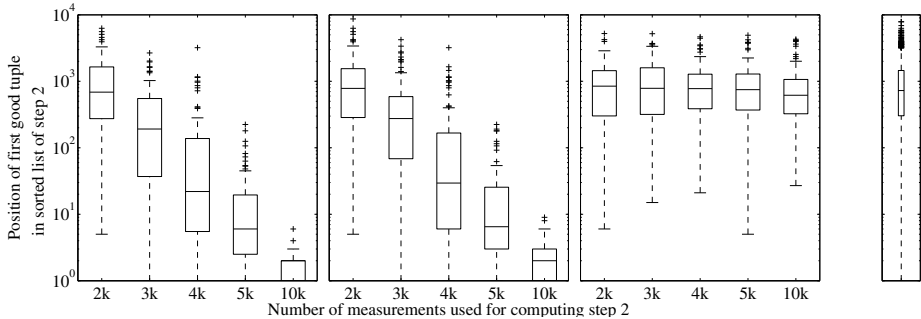 Position of first good tuple
in sorted list of step 2
10^4
10^3
10^2
10^1
10^0
2k 3k 4k 5k 10k 2k 3k 4k 5k 10k 2k 3k 4k 5k 10k
Number of measurements used for computing step 2